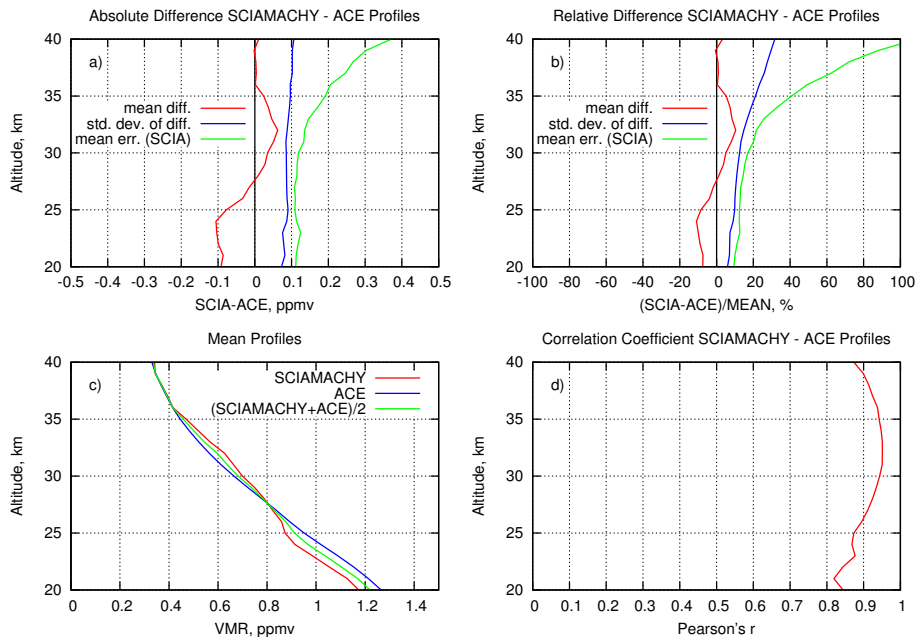 Absolute Difference SCIAMACHY - ACE Profiles
40
35
30
25
20
a)
mean diff.
std. dev. of diff.
mean err. (SCIA)
Altitude, km
-0.5 -0.4 -0.3 -0.2 -0.1 0 0.1 0.2 0.3 0.4 0.5
SCIA-ACE, ppmv
Relative Difference SCIAMACHY - ACE Profiles
40
35
30
25
20
b)
mean diff.
std. dev. of diff.
mean err. (SCIA)
Altitude, km
-100 -80 -60 -40 -20 0 20 40 60 80 100
(SCIA-ACE)/MEAN, %
Mean Profiles
40
35
30
25
20
c)
SCIAMACHY
ACE
(SCIAMACHY+ACE)/2
Altitude, km
0 0.2 0.4 0.6 0.8 1 1.2 1.4
VMR, ppmv
Correlation Coefficient SCIAMACHY - ACE Profiles
40
35
30
25
20
d)
Altitude, km
0 0.1 0.2 0.3 0.4 0.5 0.6 0.7 0.8 0.9 1
Pearson's r